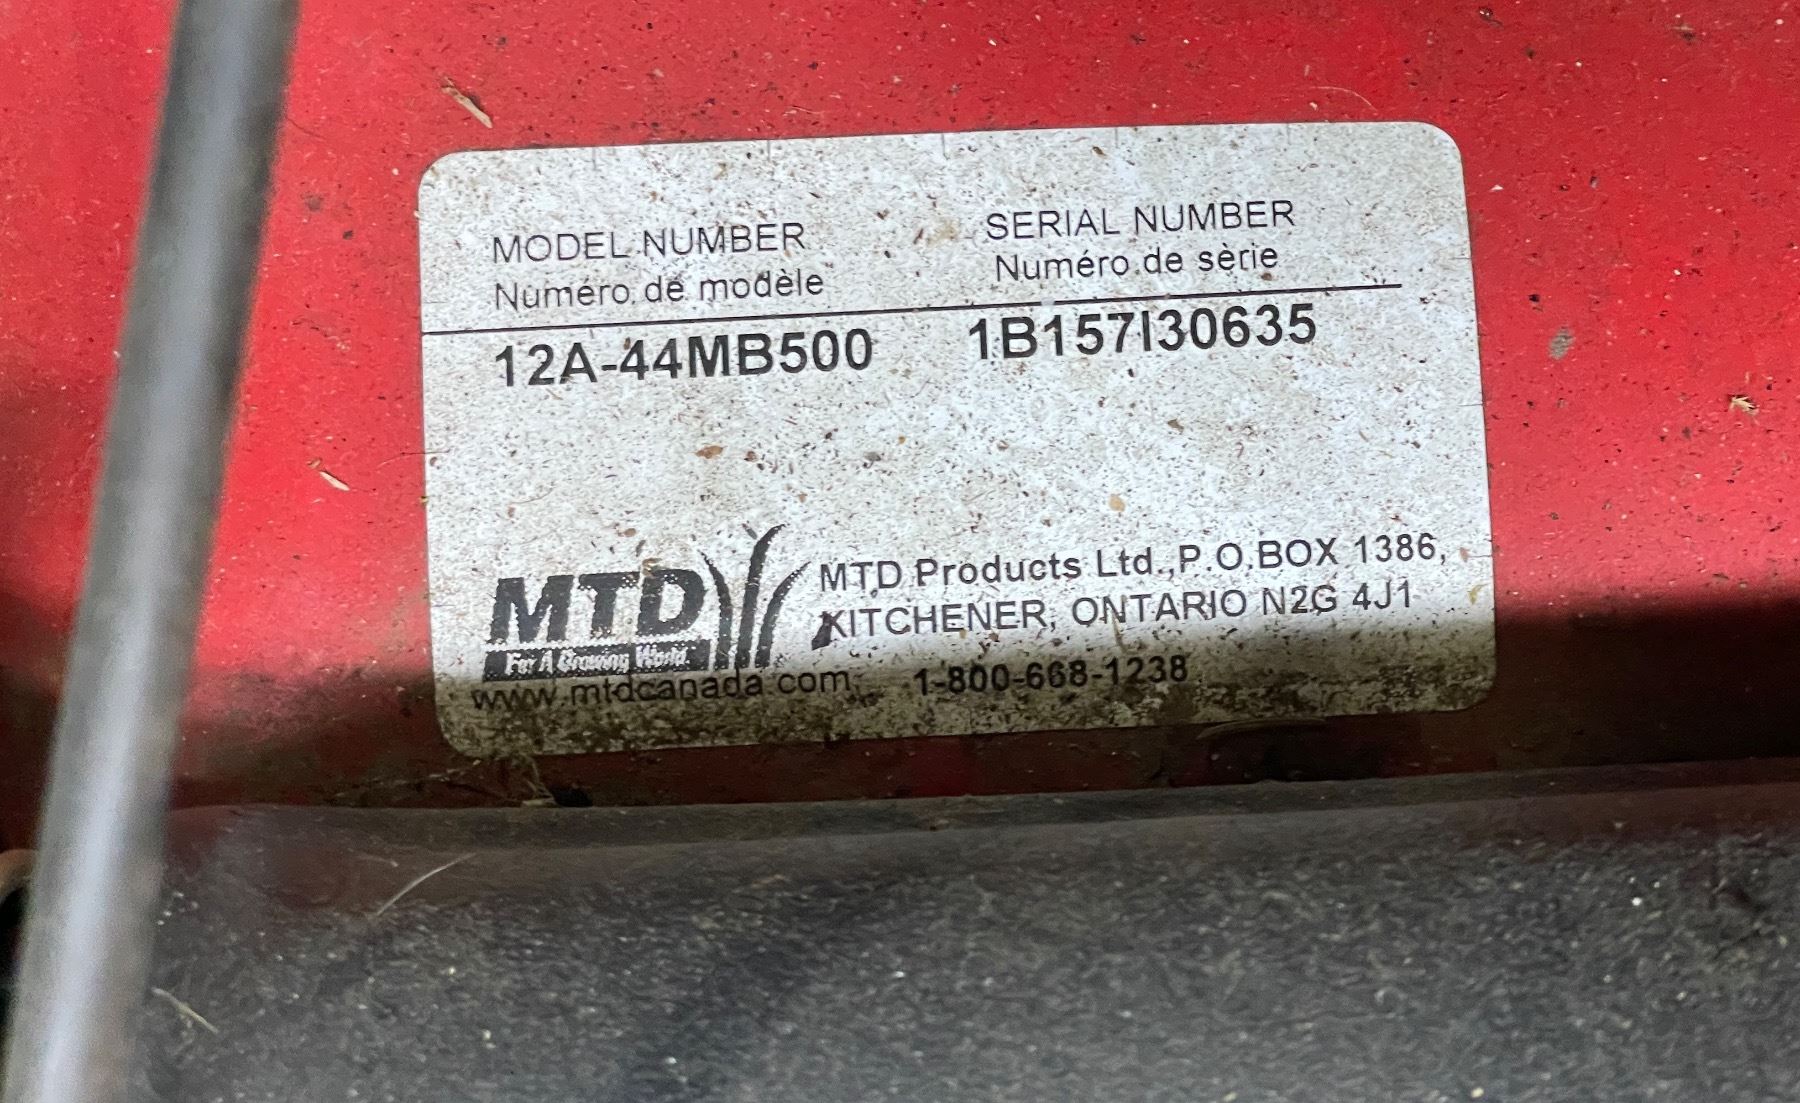 MODEL NUMBER
Numéro de modèle
SERIAL NUMBER
Numéro de sèrie
12A-44MB500 1B157I30635
MTD
For A Growing World.
MTD Products Ltd.,P.O.BOX 1386,
KITCHENER, ONTARIO N2G 4J1
www.mtdcanada.com 1-800-668-1238